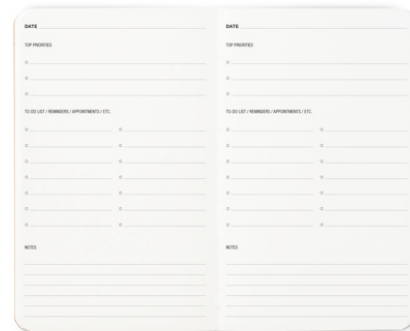 DATE
TOP PRIORITIES
TO-DO LIST / REMINDERS / APPOINTMENTS / ETC.
NOTES
DATE
TOP PRIORITIES
TO-DO LIST / REMINDERS / APPOINTMENTS / ETC.
NOTES